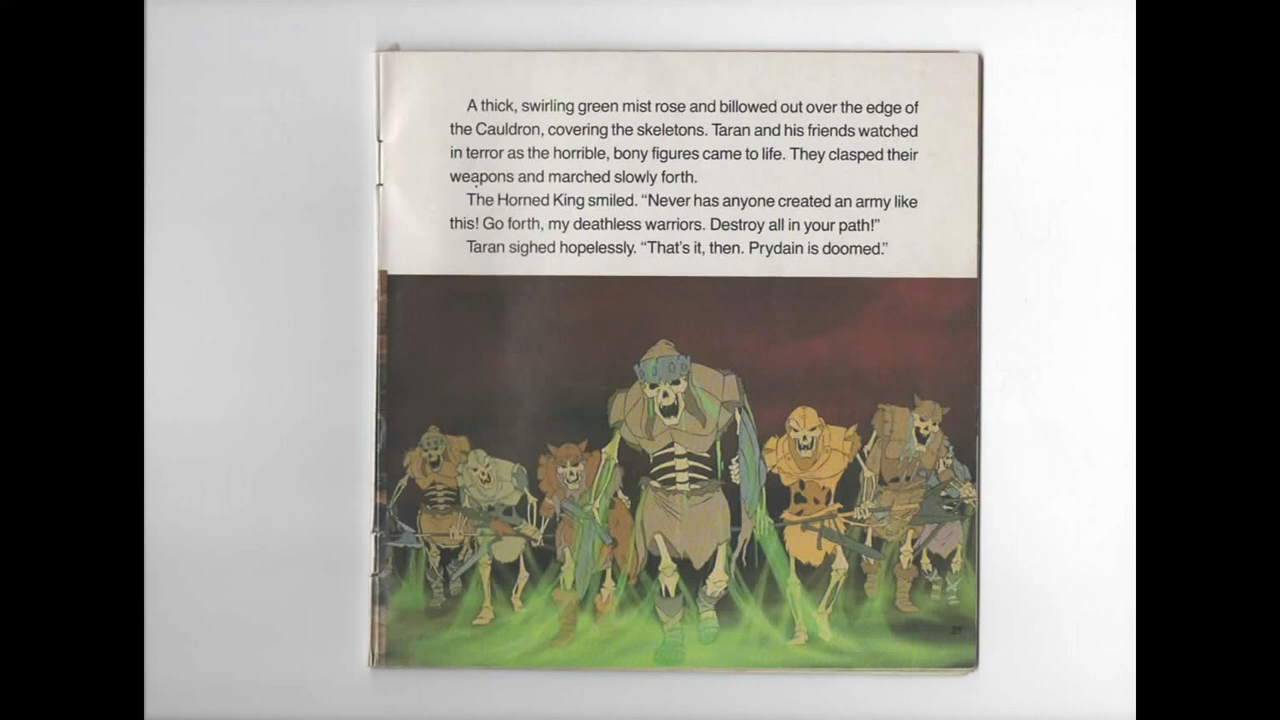 A thick, swirling green mist rose and billowed out over the edge of
the Cauldron, covering the skeletons. Taran and his friends watched
in terror as the horrible, bony figures came to life. They clasped their
weapons and marched slowly forth.
The Horned King smiled. “Never has anyone created an army like
this! Go forth, my deathless warriors. Destroy all in your path!”
Taran sighed hopelessly. “That’s it, then. Prydain is doomed.”
21